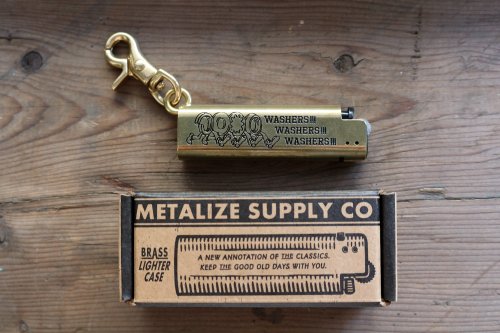 WASHERS!!!
WASHERS!!!
WASHERS!!!
METALIZE SUPPLY CO
BRASS
LIGHTER
CASE
A NEW ANNOTATION OF THE CLASSICS.
KEEP THE GOOD OLD DAYS WITH YOU.